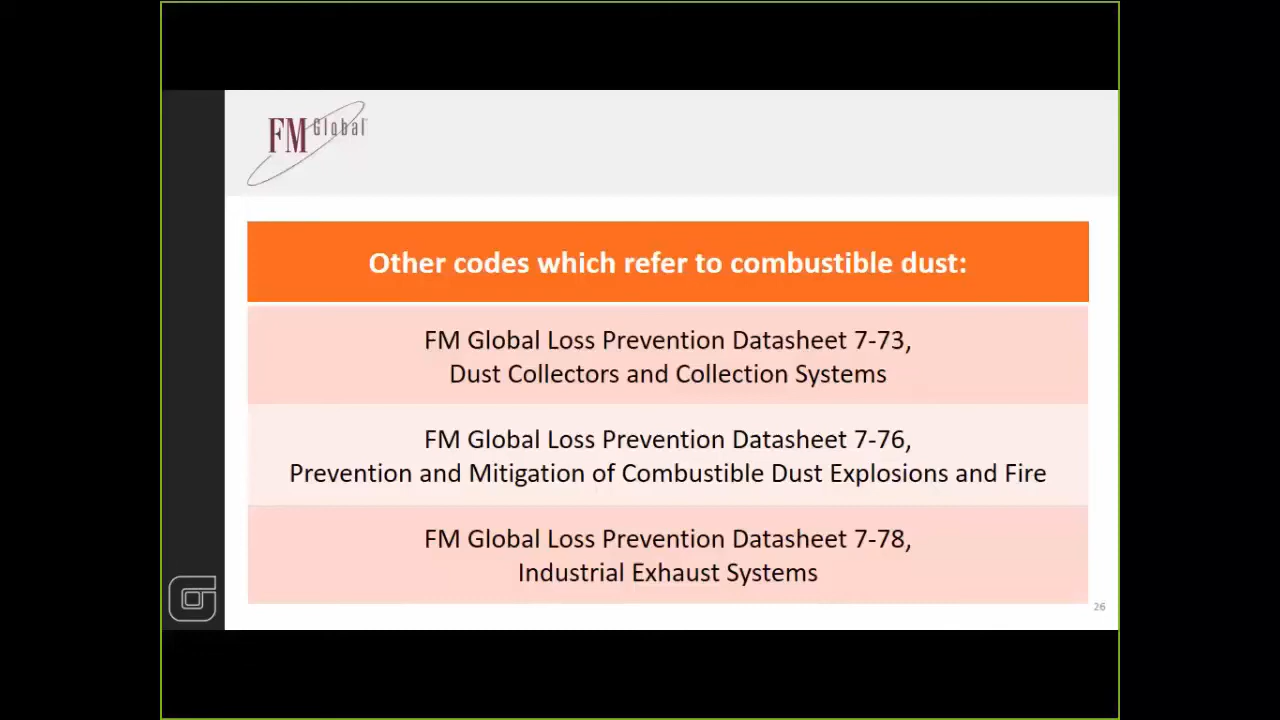 FM Global
Other codes which refer to combustible dust:
FM Global Loss Prevention Datasheet 7-73,
Dust Collectors and Collection Systems
FM Global Loss Prevention Datasheet 7-76,
Prevention and Mitigation of Combustible Dust Explosions and Fire
FM Global Loss Prevention Datasheet 7-78,
Industrial Exhaust Systems
26